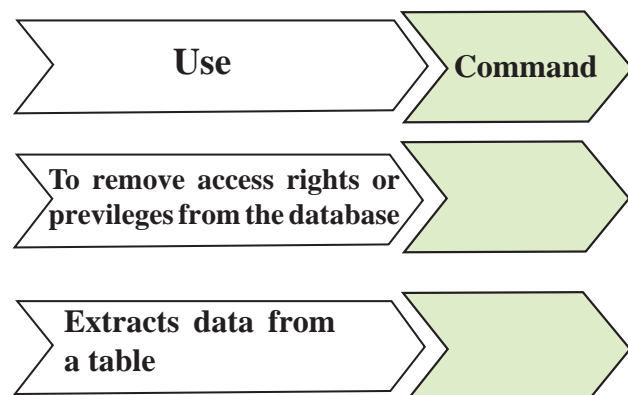 Use
Command
To remove access rights or
previleges from the database
Extracts data from
a table